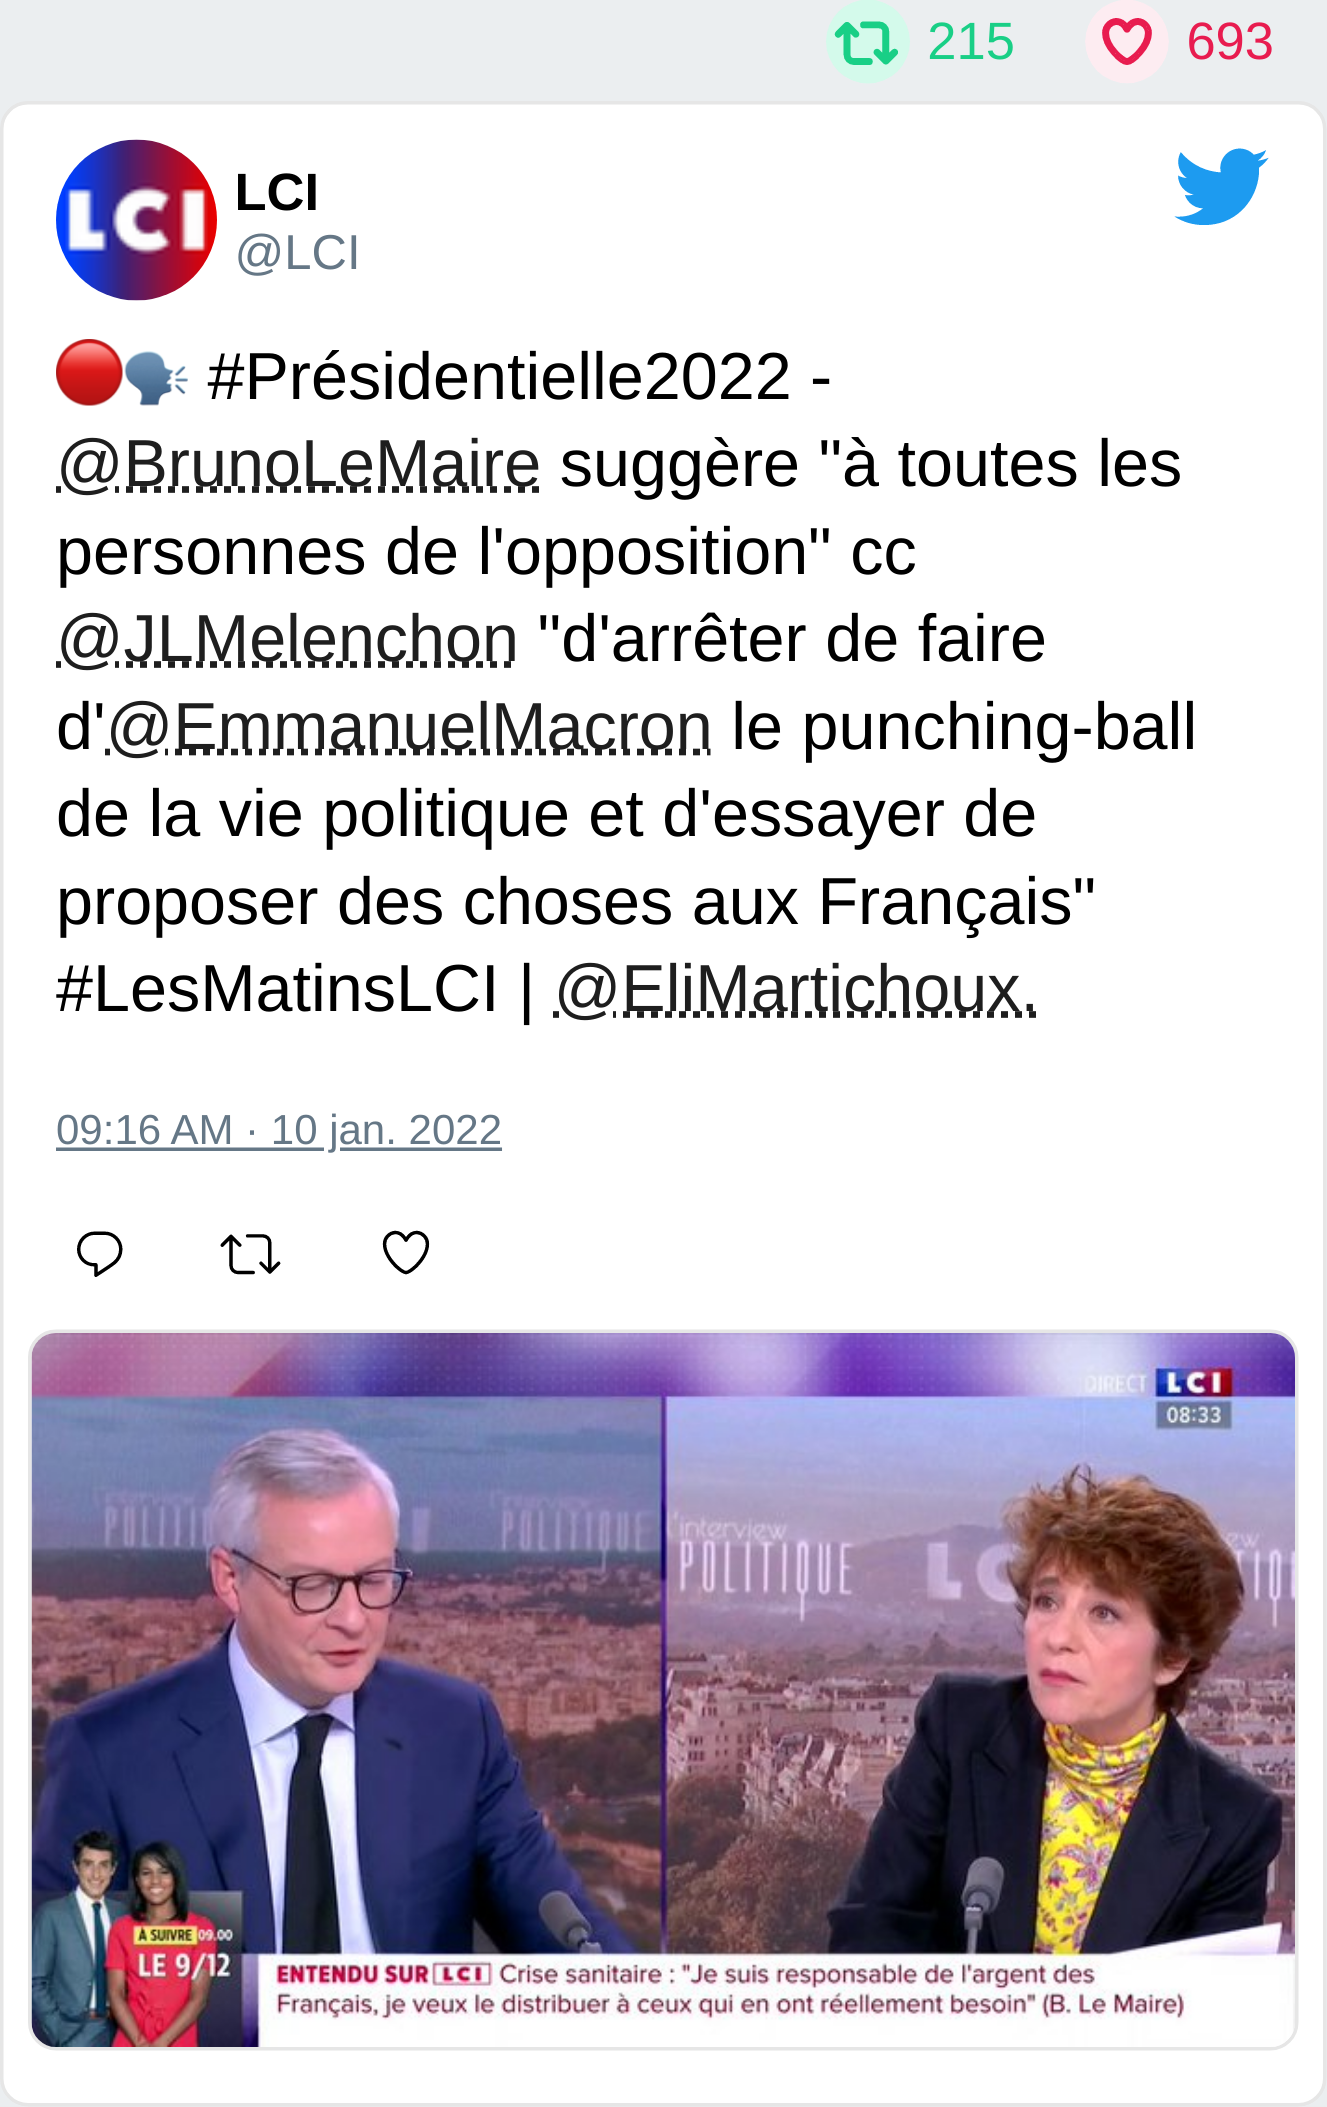 215 693
LCI
LCI
@LCI
🔴🗣 #Présidentielle2022 -
@BrunoLeMaire suggère "à toutes les
personnes de l'opposition" cc
@JLMelenchon "d'arrêter de faire
d'@EmmanuelMacron le punching-ball
de la vie politique et d'essayer de
proposer des choses aux Français"
#LesMatinsLCI | @EliMartichoux.
09:16 AM · 10 jan. 2022
DIRECT LCI
08:33
POLITIQUE
l'interview
POLITIQUE
LC
À SUIVRE 09.00
LE 9/12
ENTENDU SUR LCI Crise sanitaire : "Je suis responsable de l'argent des
Français, je veux le distribuer à ceux qui en ont réellement besoin" (B. Le Maire)